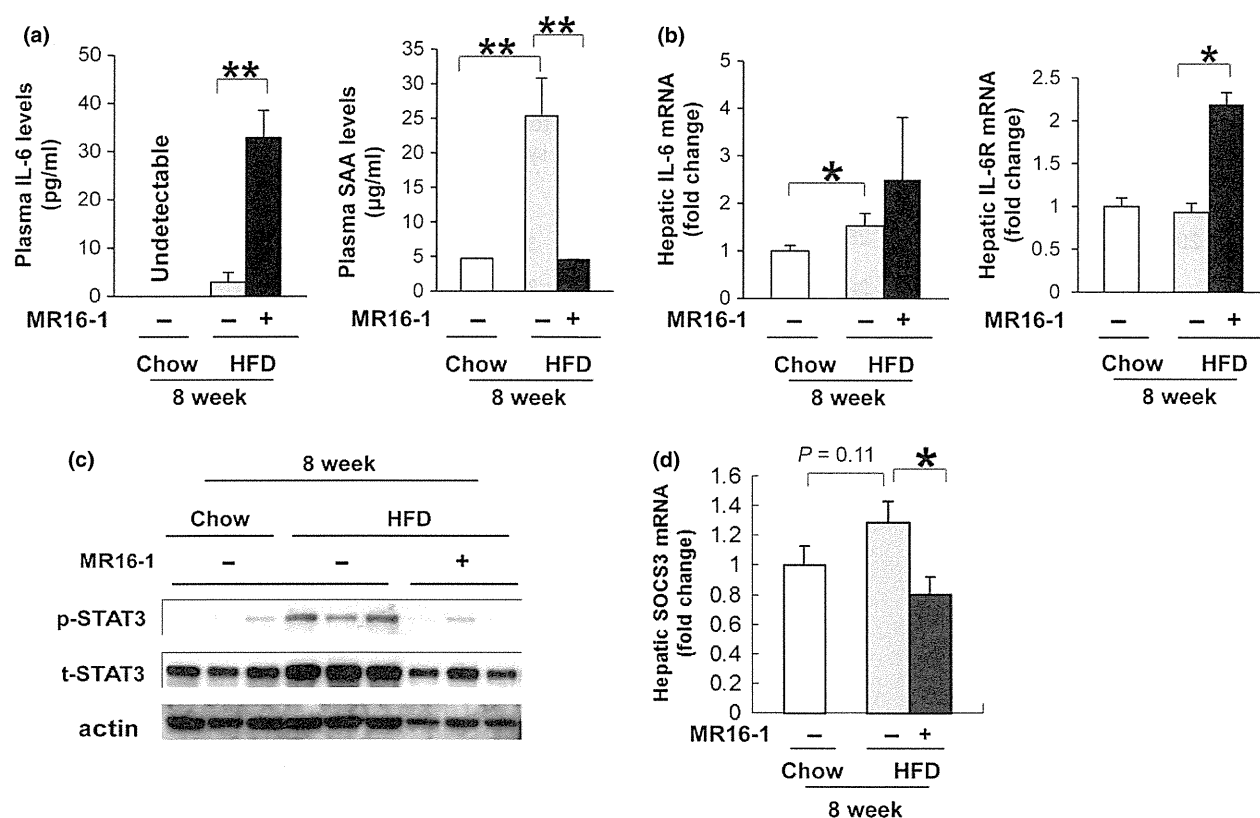 (a)
Plasma IL-6 levels
(pg/ml)
50
40
30
20
10
0
Undetectable
**
MR16-1
–
–
+
Chow
HFD
8 week
Plasma SAA levels
(µg/ml)
35
30
25
20
15
10
5
0
**
**
MR16-1
–
–
+
Chow
HFD
8 week
(b)
Hepatic IL-6 mRNA
(fold change)
5
4
3
2
1
0
*
MR16-1
–
–
+
Chow
HFD
8 week
Hepatic IL-6R mRNA
(fold change)
2.5
2
1.5
1
0.5
0
*
MR16-1
–
–
+
Chow
HFD
8 week
(c)
8 week
Chow
HFD
MR16-1
–
–
+
p-STAT3
t-STAT3
actin
(d)
Hepatic SOCS3 mRNA
(fold change)
P = 0.11
*
1.6
1.4
1.2
1
0.8
0.6
0.4
0.2
0
MR16-1
–
–
+
Chow
HFD
8 week